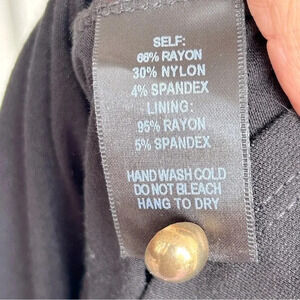 SELF:
66% RAYON
30% NYLON
4% SPANDEX
LINING:
95% RAYON
5% SPANDEX
HAND WASH COLD
DO NOT BLEACH
HANG TO DRY